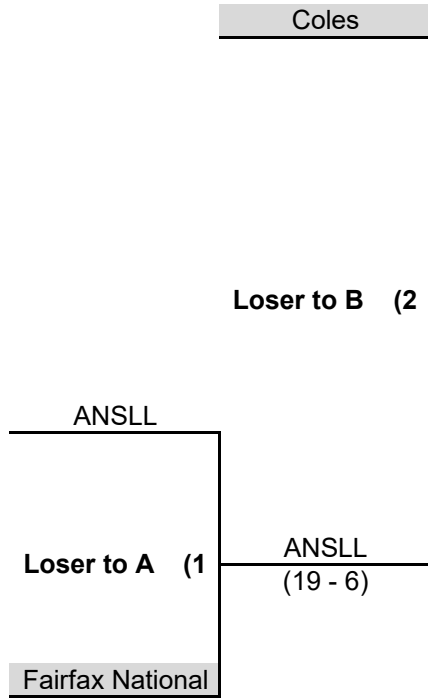 Coles
Loser to B (2
ANSLL
Loser to A (1
ANSLL
(19 - 6)
Fairfax National